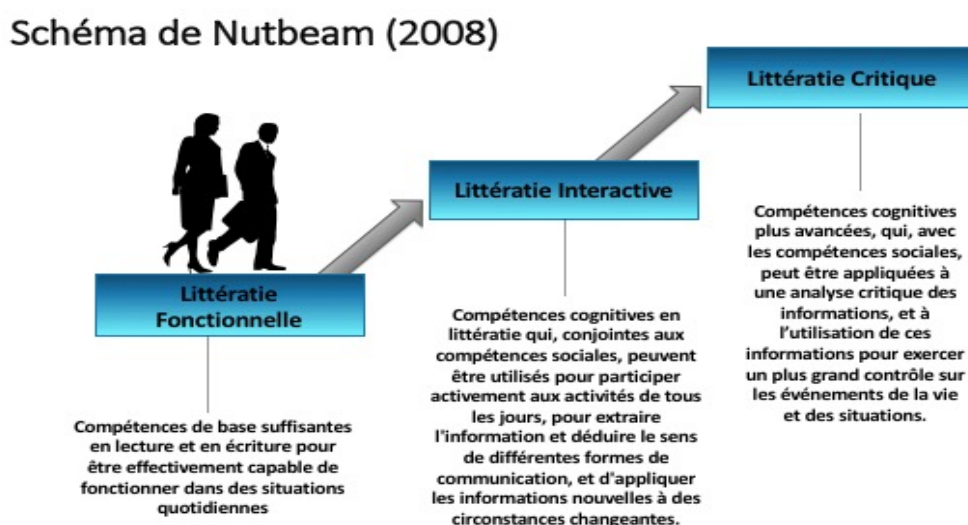 Schéma de Nutbeam (2008)
Littératie Critique
Littératie Interactive
Littératie
Fonctionnelle
Compétences de base suffisantes
en lecture et en écriture pour
être effectivement capable de
fonctionner dans des situations
quotidiennes
Compétences cognitives en
littératie qui, conjointes aux
compétences sociales, peuvent
être utilisés pour participer
activement aux activités de tous
les jours, pour extraire
l'information et déduire le sens
de différentes formes de
communication, et d'appliquer
les informations nouvelles à des
circonstances changeantes.
Compétences cognitives
plus avancées, qui, avec
les compétences sociales,
peut être appliquées à
une analyse critique des
informations, et à
l'utilisation de ces
informations pour exercer
un plus grand contrôle sur
les événements de la vie
et des situations.